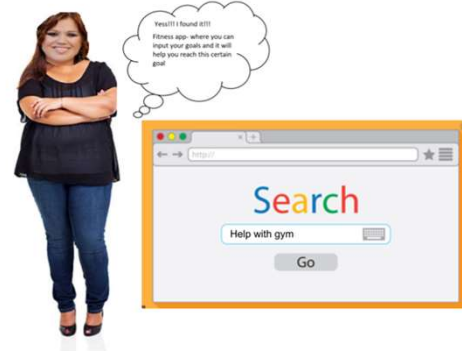 Yess!!! I found it!!!
Fitness app- where you can
input your goals and it will
help you reach this certain
goal
http://
Search
Help with gym
Go